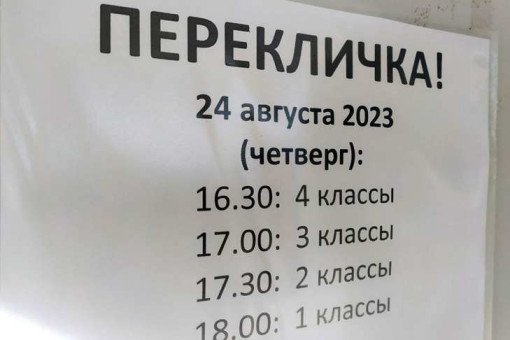 ПЕРЕКЛИЧКА!
24 августа 2023
(четверг):
16.30: 4 классы
17.00: 3 классы
17.30: 2 классы
18.00: 1 классы